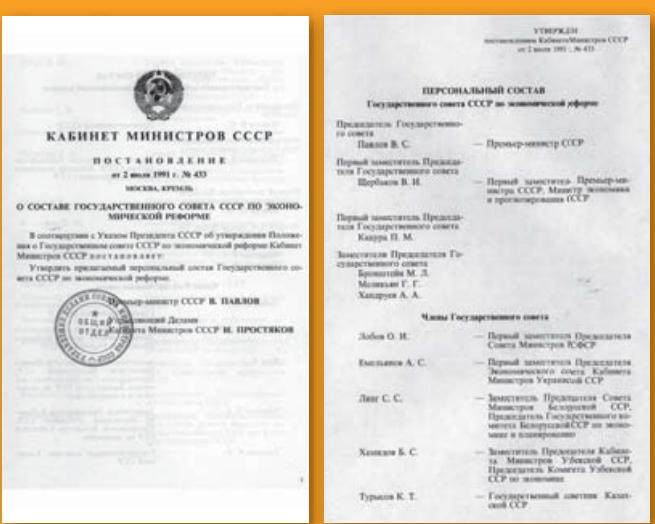 КАБИНЕТ МИНИСТРОВ СССР
ПОСТАНОВЛЕНИЕ
от 2 июля 1991 г. № 433
МОСКВА, КРЕМЛЬ
О СОСТАВЕ ГОСУДАРСТВЕННОГО СОВЕТА СССР ПО ЭКОНО-
МИЧЕСКОЙ РЕФОРМЕ
В соответствии с Указом Президента СССР об утверждении Положе-
ния о Государственном совете СССР по экономической реформе Кабинет
Министров СССР постановляет:
Утвердить прилагаемый персональный состав Государственного со-
вета СССР по экономической реформе.
Премьер-министр СССР В. ПАВЛОВ
Управляющий Делами
Кабинета Министров СССР И. ПРОСТЯКОВ
ОБЩИЙ
ОТДЕЛ
УТВЕРЖДЕН
постановлением Кабинета Министров СССР
от 2 июля 1991 г. № 433
ПЕРСОНАЛЬНЫЙ СОСТАВ
Государственного совета СССР по экономической реформе
Председатель Государственно-
го совета
Павлов В. С. — Премьер-министр СССР
Первый заместитель Председа-
теля Государственного совета
Щербаков В. И. — Первый заместитель Премьер-ми-
нистра СССР, Министр экономики
и прогнозирования СССР
Первый заместитель Председа-
теля Государственного совета
Кацура П. М.
Заместители Председателя Го-
сударственного совета
Бронштейн М. Л.
Меликьян Г. Г.
Хандруев А. А.
Члены Государственного совета
Лобов О. И. — Первый заместитель Председателя
Совета Министров РСФСР
Емельянов А. С. — Первый заместитель Председателя
Экономического совета Кабинета
Министров Украинской ССР
Линг С. С. — Заместитель Председателя Совета
Министров Белорусской ССР,
Председатель Государственного ко-
митета Белорусской ССР по эконо-
мике и планированию
Хамидов Б. С. — Заместитель Председателя Кабине-
та Министров Узбекской ССР,
Председатель Комитета Узбекской
ССР по экономике
Турысов К. Т. — Государственный советник Казах-
ской ССР